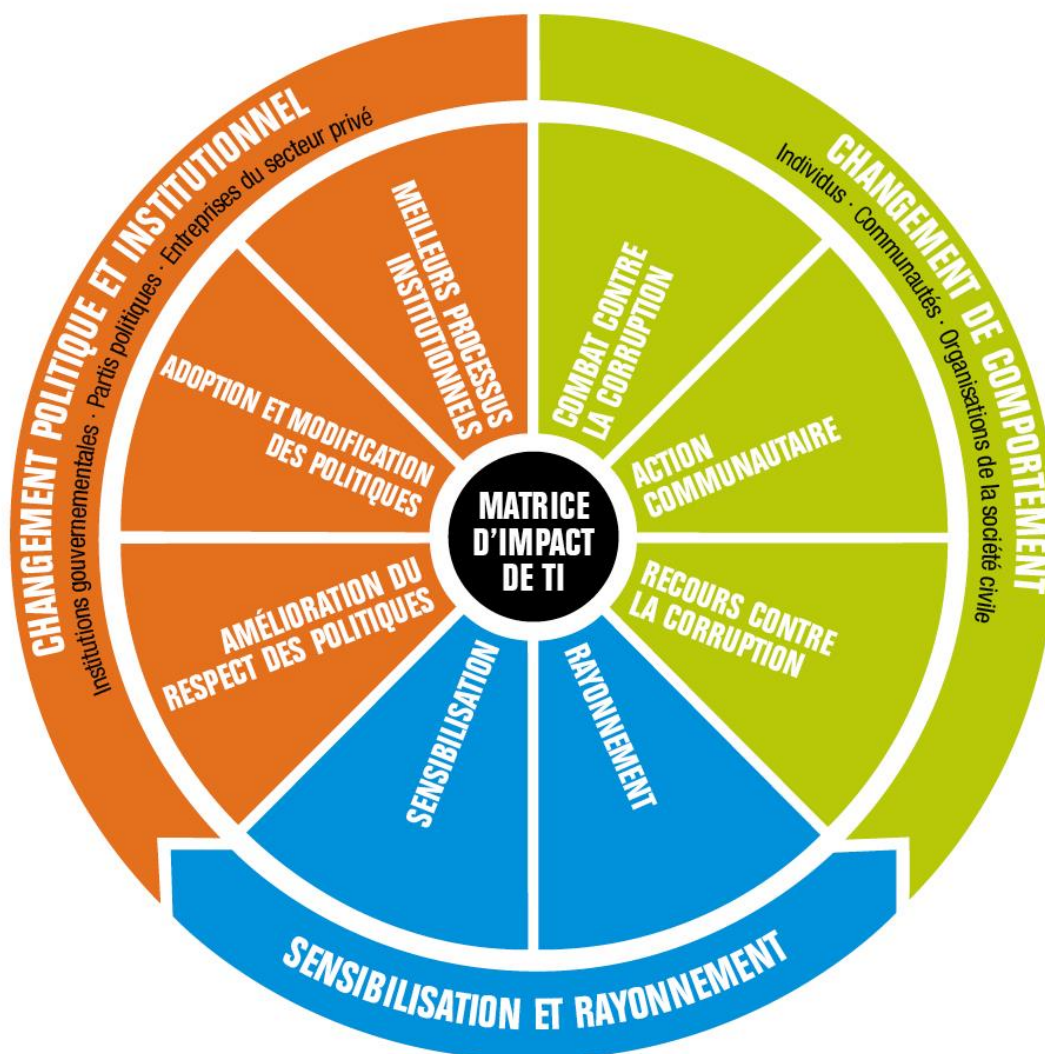 CHANGEMENT POLITIQUE ET INSTITUTIONNEL
Institutions gouvernementales · Partis politiques · Entreprises du secteur privé
CHANGEMENT DE COMPORTEMENT
Individus · Communautés · Organisations de la société civile
MEILLEURS PROCESSUS
INSTITUTIONNELS
COMBAT CONTRE
LA CORRUPTION
ADOPTION ET MODIFICATION
DES POLITIQUES
ACTION
COMMUNAUTAIRE
MATRICE
D'IMPACT
DE TI
AMÉLIORATION DU
RESPECT DES POLITIQUES
RECOURS CONTRE
LA CORRUPTION
SENSIBILISATION
RAYONNEMENT
SENSIBILISATION ET RAYONNEMENT